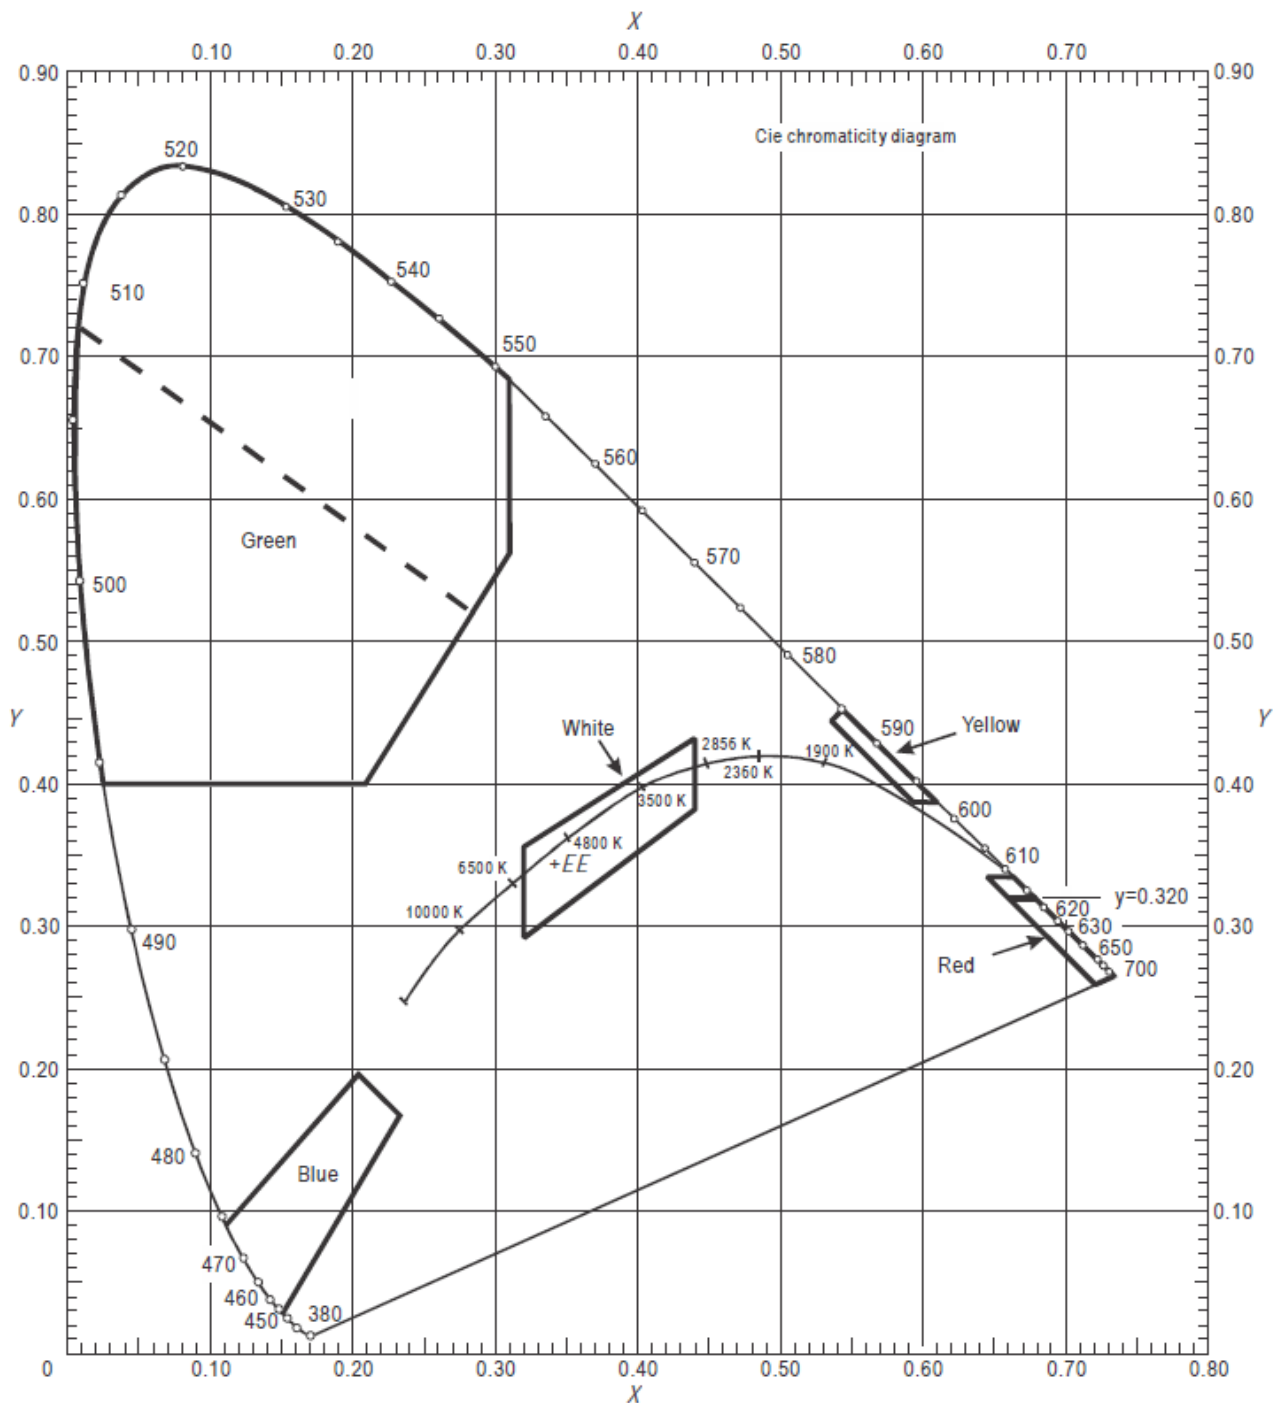 X
0.10 0.20 0.30 0.40 0.50 0.60 0.70
0.90 0.90
Cie chromaticity diagram
520
530
0.80 0.80
540
510
550
0.70 0.70
560
0.60 0.60
Green
570
500
0.50 0.50
580
Y Y
White
590 Yellow
2856 K
1900 K
2360 K
0.40 0.40
3500 K
600
4800 K
+EE
6500 K
610
y=0.320
10000 K
620
0.30 0.30
630
490
650
Red
700
0.20 0.20
480
Blue
0.10 0.10
470
460
450 380
0 0.10 0.20 0.30 0.40 0.50 0.60 0.70 0.80
X